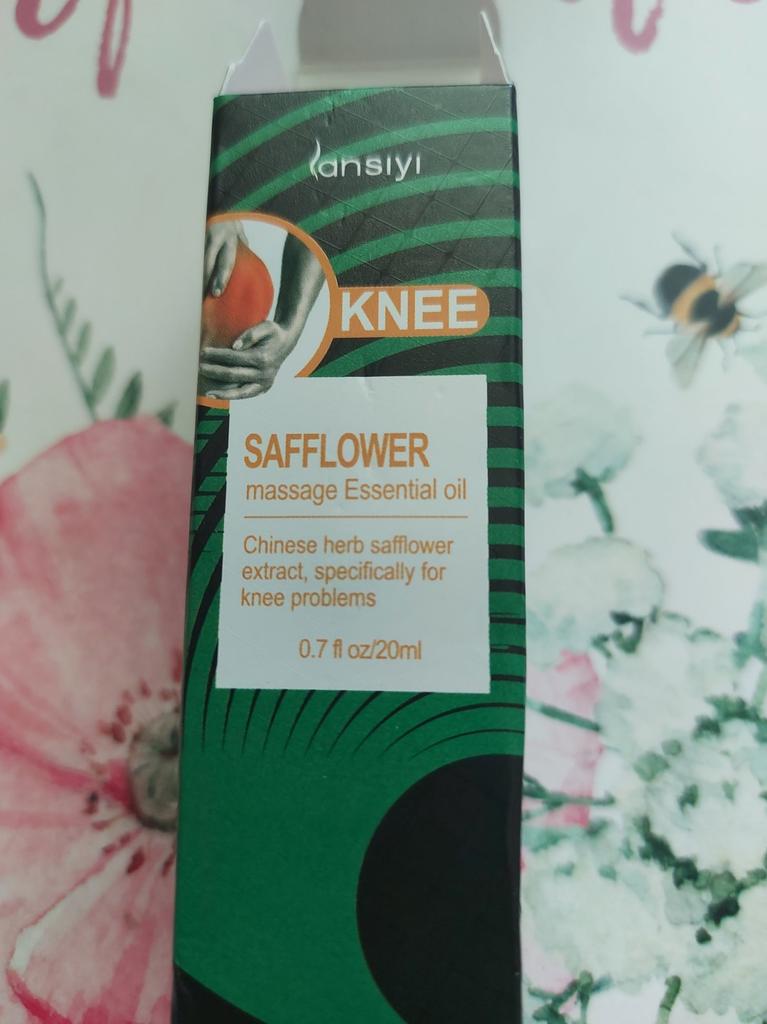 lansiyi
KNEE
SAFFLOWER
massage Essential oil
Chinese herb safflower
extract, specifically for
knee problems
0.7 fl oz/20ml